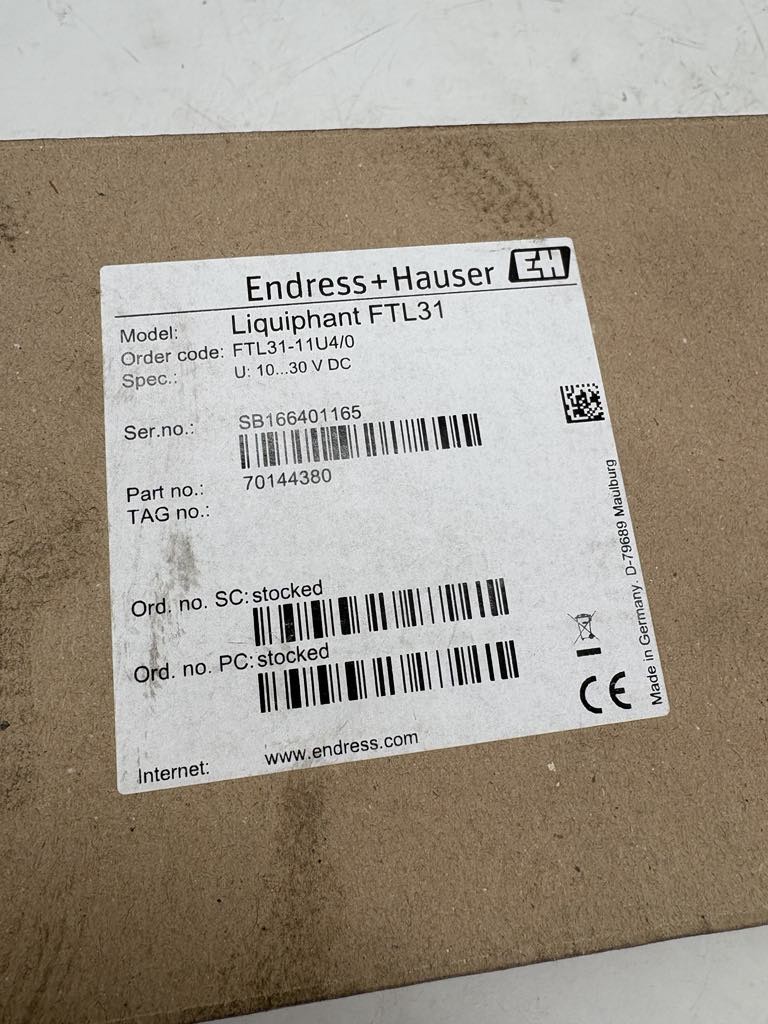 Endress+Hauser EH
Model: Liquiphant FTL31
Order code: FTL31-11U4/0
Spec.: U: 10...30 V DC
Ser.no.: SB166401165
Part no.: 70144380
TAG no.:
Ord. no. SC: stocked
Ord. no. PC: stocked
Internet: www.endress.com
CE
Made in Germany. D-79689 Maulburg